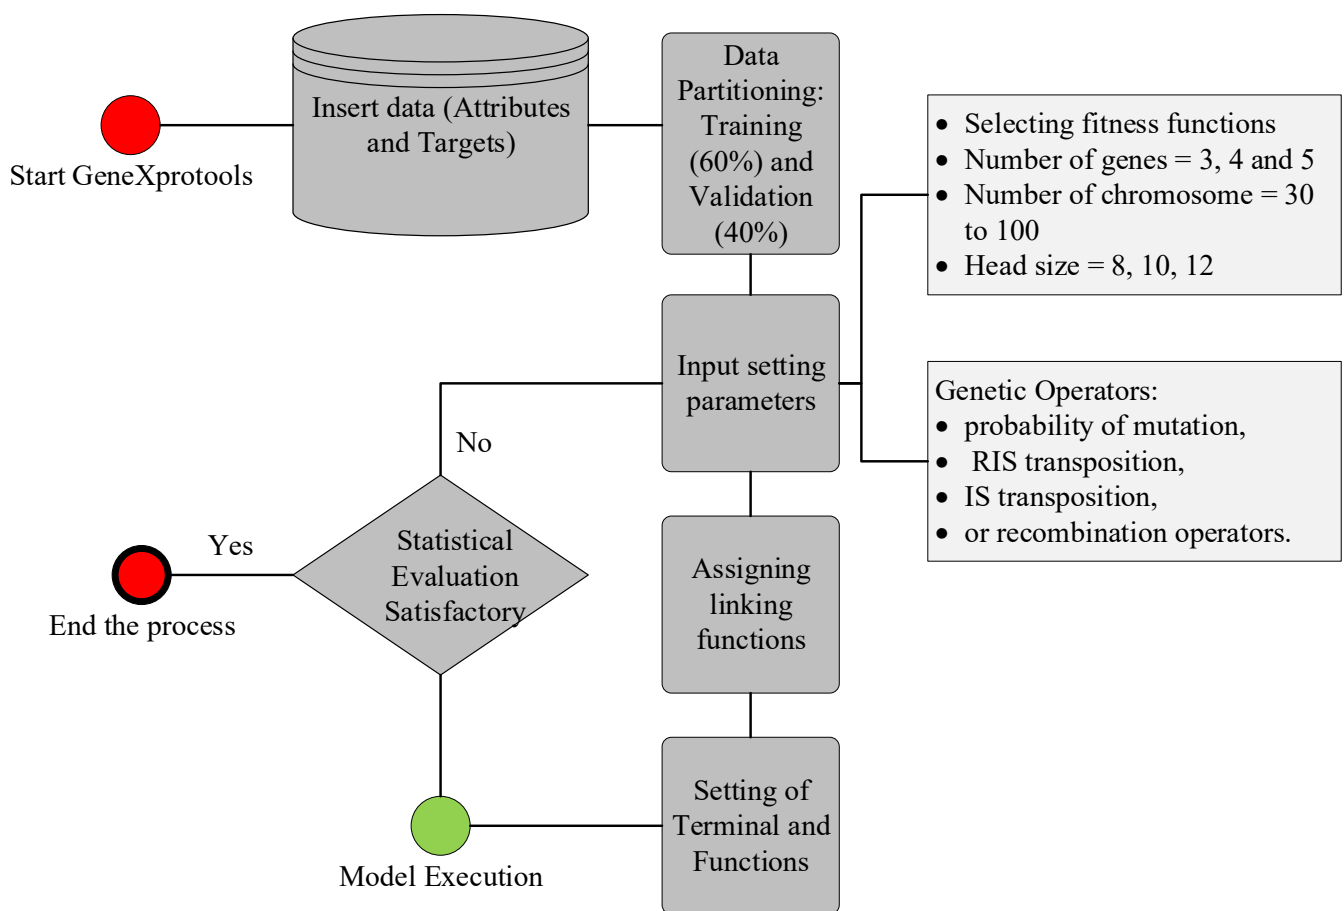 Start GeneXprotools
Insert data (Attributes
and Targets)
Data
Partitioning:
Training
(60%) and
Validation
(40%)
• Selecting fitness functions
• Number of genes = 3, 4 and 5
• Number of chromosome = 30
to 100
• Head size = 8, 10, 12
Input setting
parameters
Genetic Operators:
• probability of mutation,
• RIS transposition,
• IS transposition,
• or recombination operators.
Assigning
linking
functions
Setting of
Terminal and
Functions
Model Execution
Statistical
Evaluation
Satisfactory
No
Yes
End the process